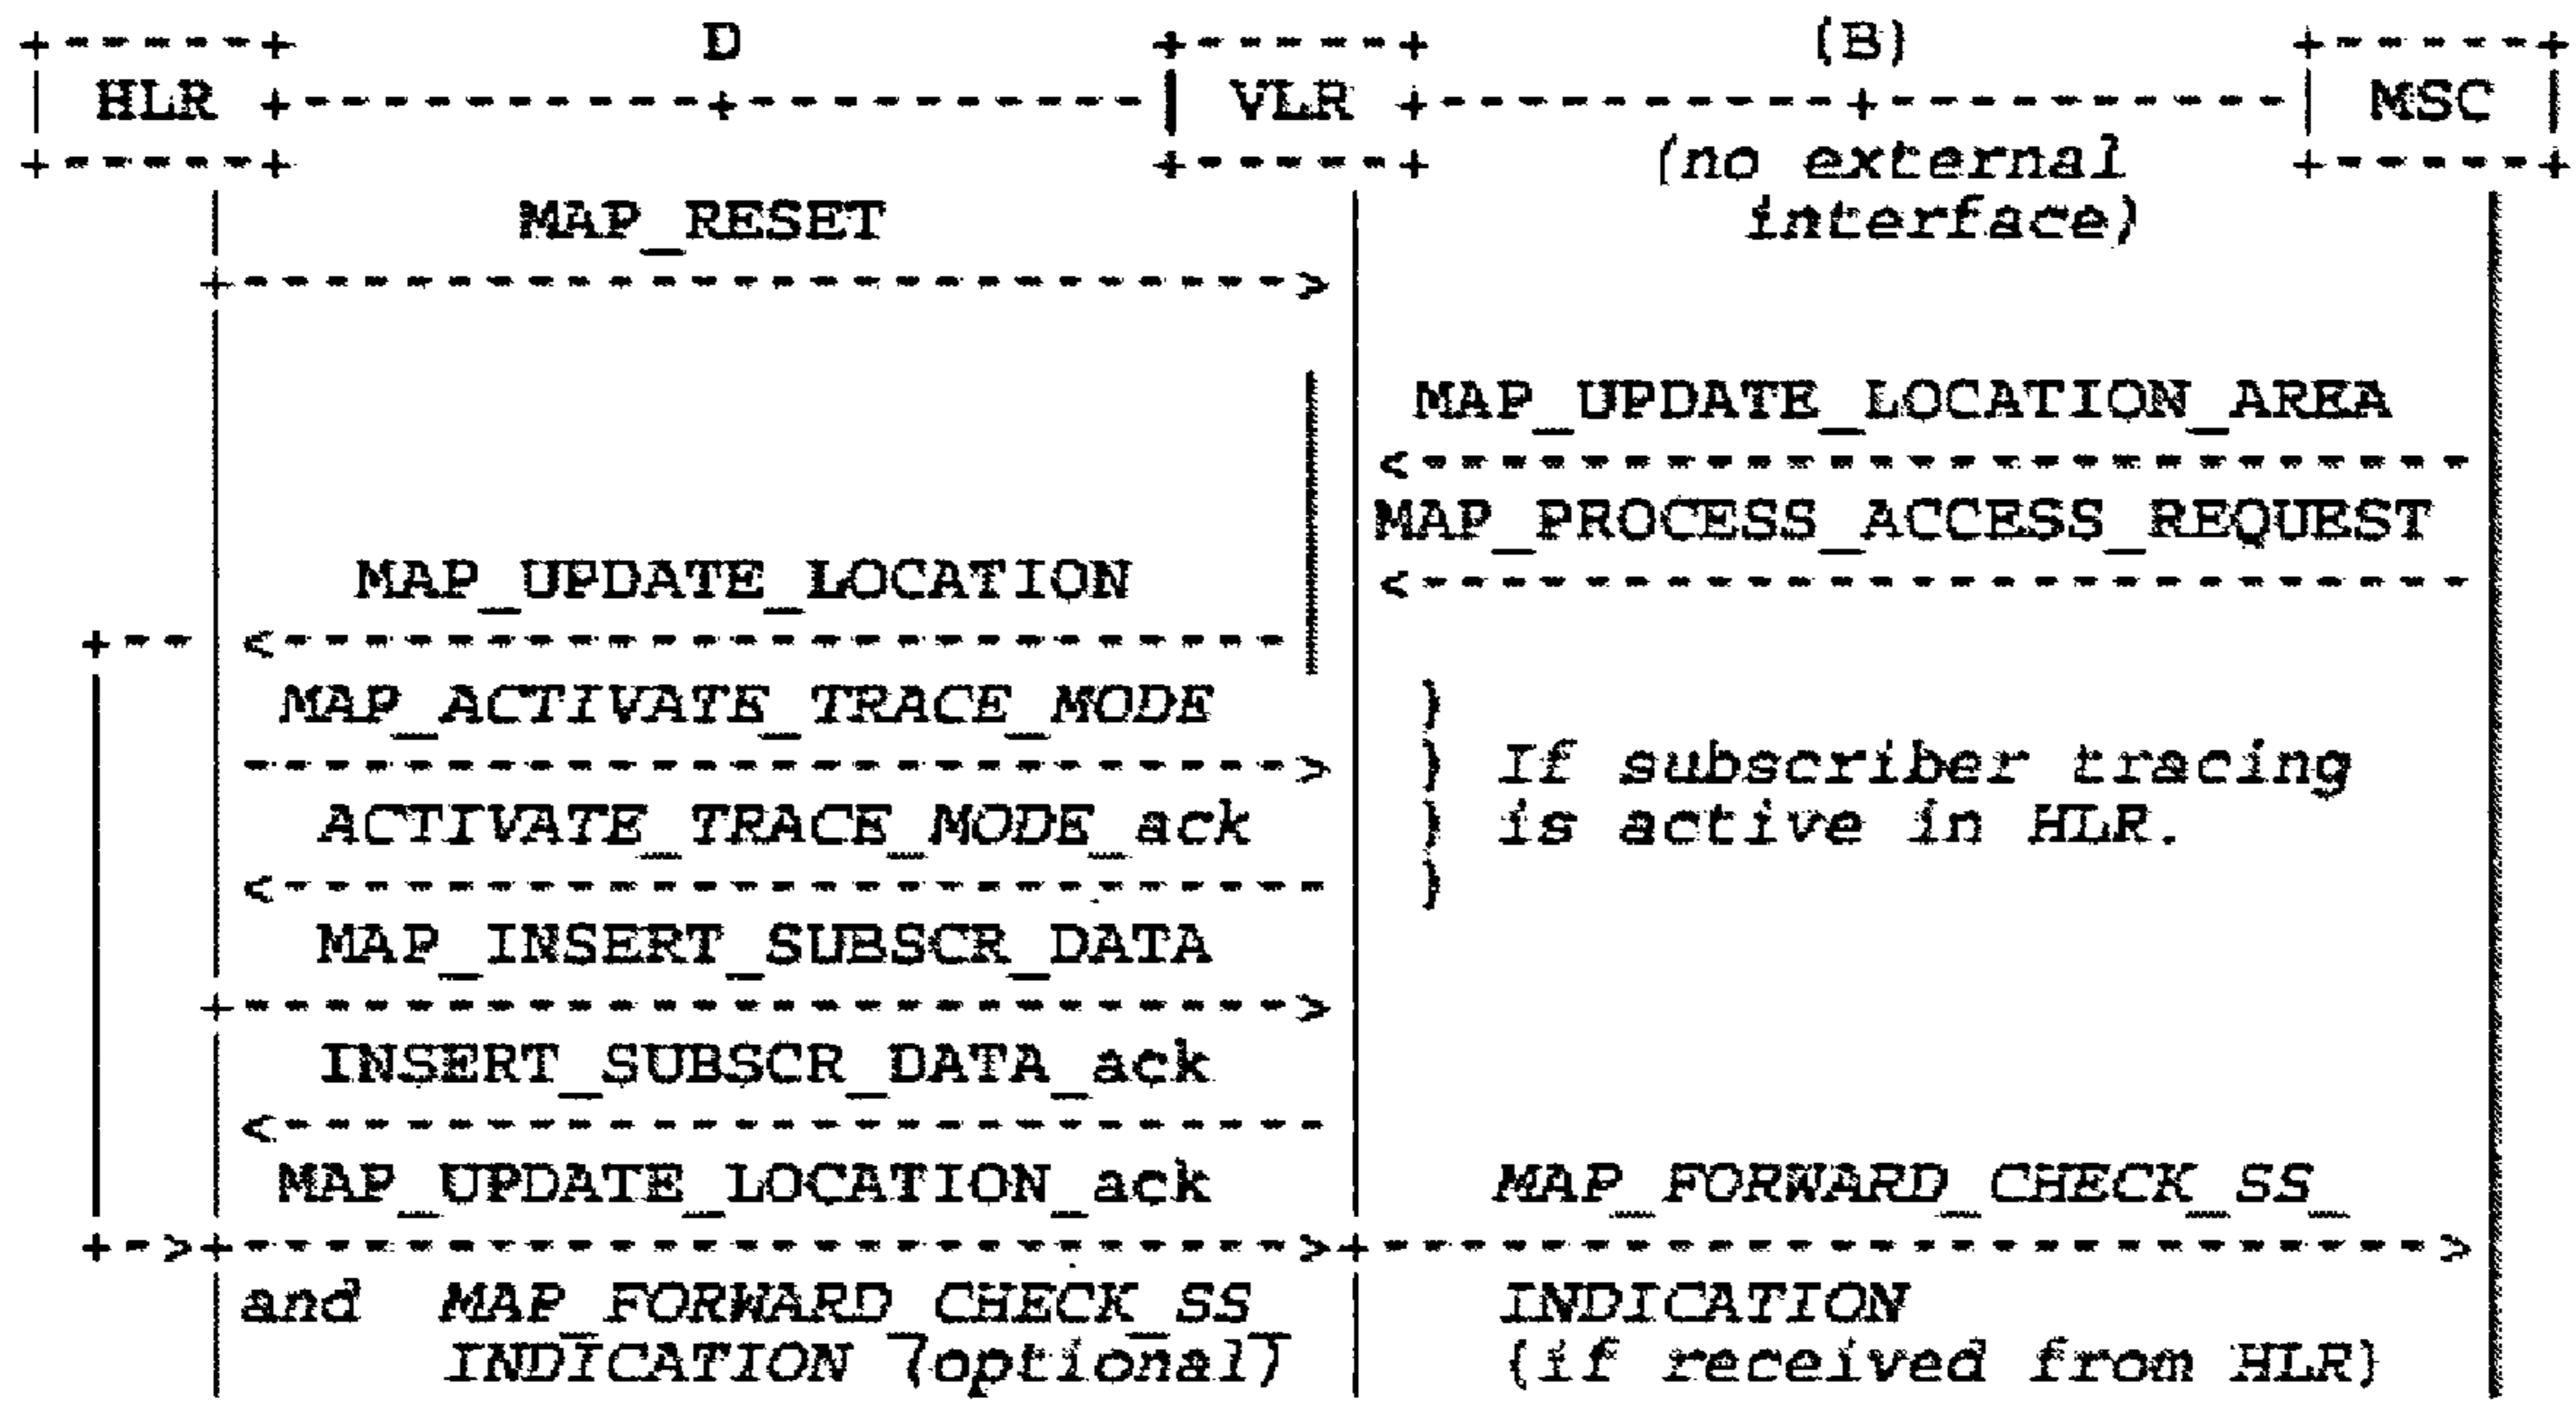 D (B)
HLR VLR MSC
(no external
MAP_RESET interface)
MAP_UPDATE_LOCATION_AREA
MAP_PROCESS_ACCESS_REQUEST
MAP_UPDATE_LOCATION
MAP_ACTIVATE_TRACE_MODE
If subscriber tracing
ACTIVATE_TRACE_MODE_ack is active in HLR.
MAP_INSERT_SUBSCR_DATA
INSERT_SUBSCR_DATA_ack
MAP_UPDATE_LOCATION_ack MAP_FORWARD_CHECK_SS_
and MAP_FORWARD_CHECK_SS_ INDICATION
INDICATION (optional) (if received from HLR)